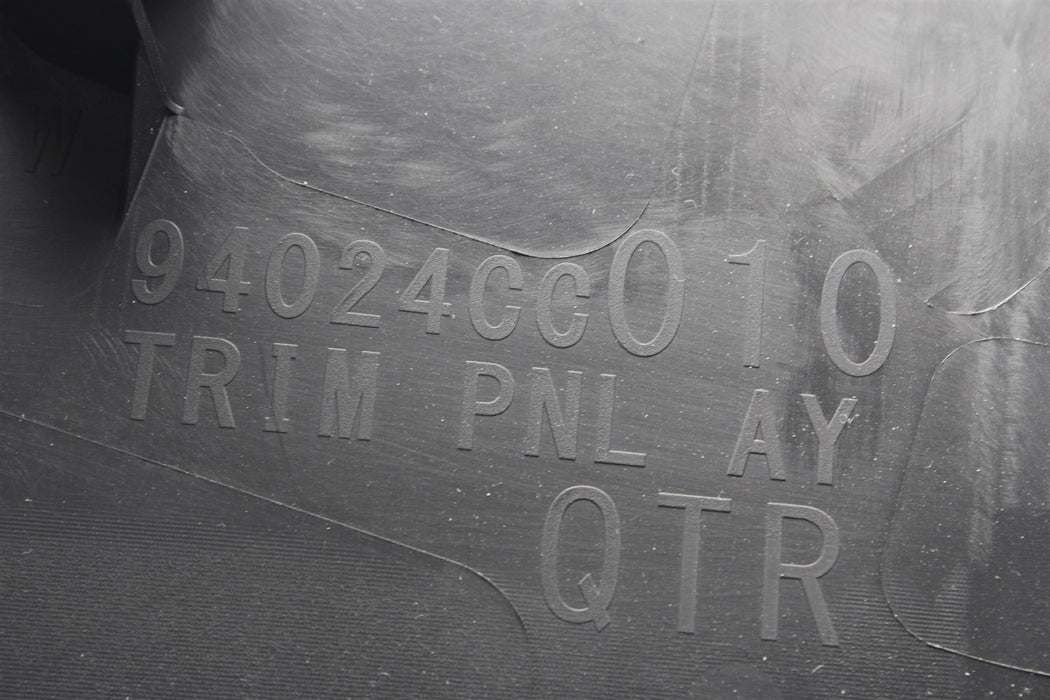 W
94024CC010
TRIM PNL AY
QTR